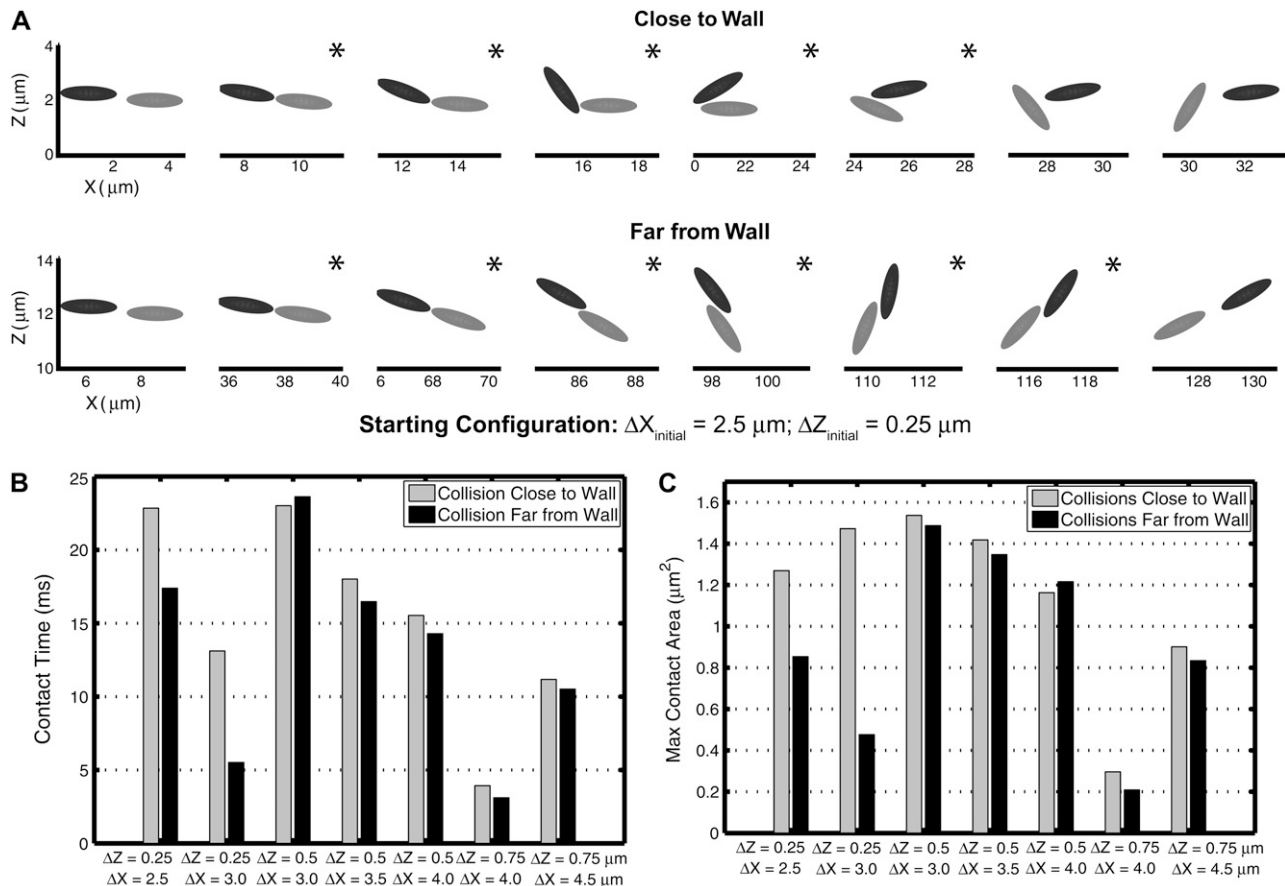 A
Close to Wall
* * * * *
Z (μm)
4
2
0
2 4 8 10 12 14 16 18 0 22 24 24 26 28 28 30 30 32
X (μm)
Far from Wall
* * * * * *
Z (μm)
14
12
10
6 8 36 38 40 6 68 70 86 88 98 100 110 112 116 118 128 130
X (μm)
Starting Configuration: ΔX initial = 2.5 μm; ΔZ initial = 0.25 μm
B
Contact Time (ms)
25
20
15
10
5
0
Collision Close to Wall
Collision Far from Wall
ΔZ = 0.25 ΔZ = 0.25 ΔZ = 0.5 ΔZ = 0.5 ΔZ = 0.5 ΔZ = 0.75 ΔZ = 0.75 μm
ΔX = 2.5 ΔX = 3.0 ΔX = 3.0 ΔX = 3.5 ΔX = 4.0 ΔX = 4.0 ΔX = 4.5 μm
C
Max Contact Area (μm²)
1.6
1.4
1.2
1
0.8
0.6
0.4
0.2
0
Collisions Close to Wall
Collisions Far from Wall
ΔZ = 0.25 ΔZ = 0.25 ΔZ = 0.5 ΔZ = 0.5 ΔZ = 0.5 ΔZ = 0.75 ΔZ = 0.75 μm
ΔX = 2.5 ΔX = 3.0 ΔX = 3.0 ΔX = 3.5 ΔX = 4.0 ΔX = 4.0 ΔX = 4.5 μm